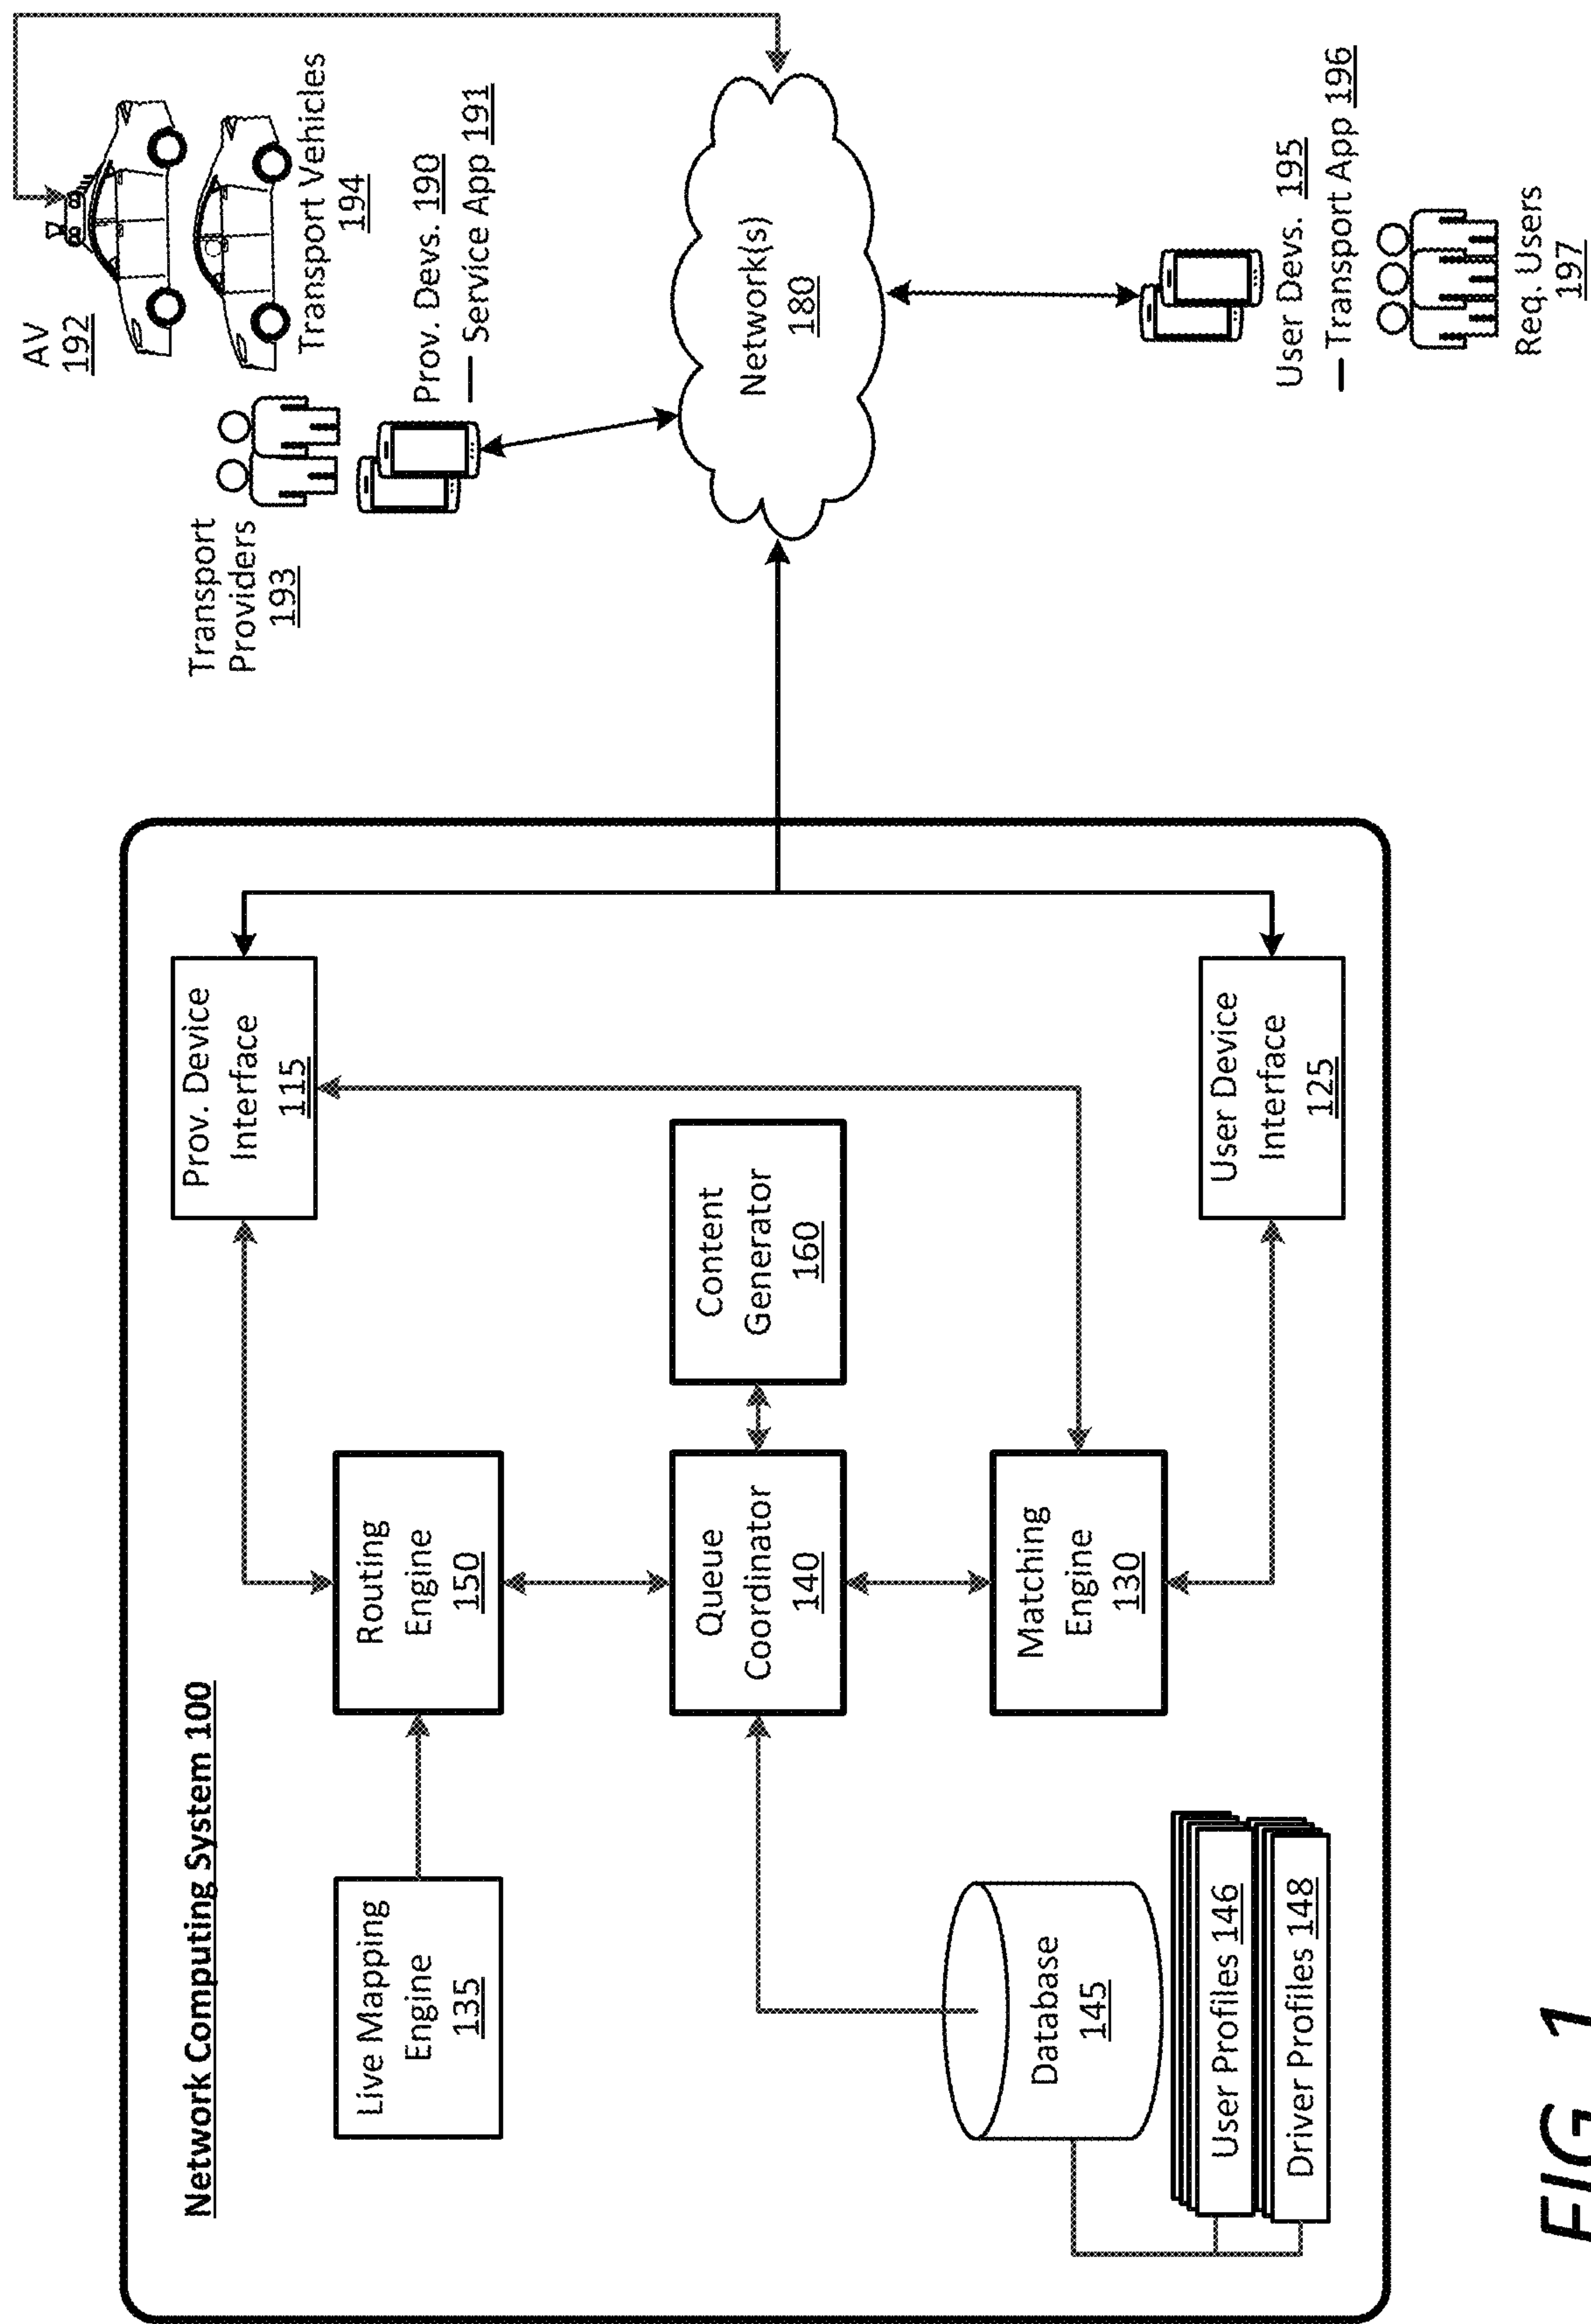 Network Computing System 100
Live Mapping
Engine
135
Routing
Engine
150
Prov. Device
Interface
115
Queue
Coordinator
140
Content
Generator
160
Database
145
Matching
Engine
130
User Profiles 146
Driver Profiles 148
User Device
Interface
125
Transport
Providers
193
AV
192
Transport Vehicles
194
Prov. Devs. 190
— Service App 191
Network(s)
180
User Devs. 195
— Transport App 196
Req. Users
197
FIG. 1